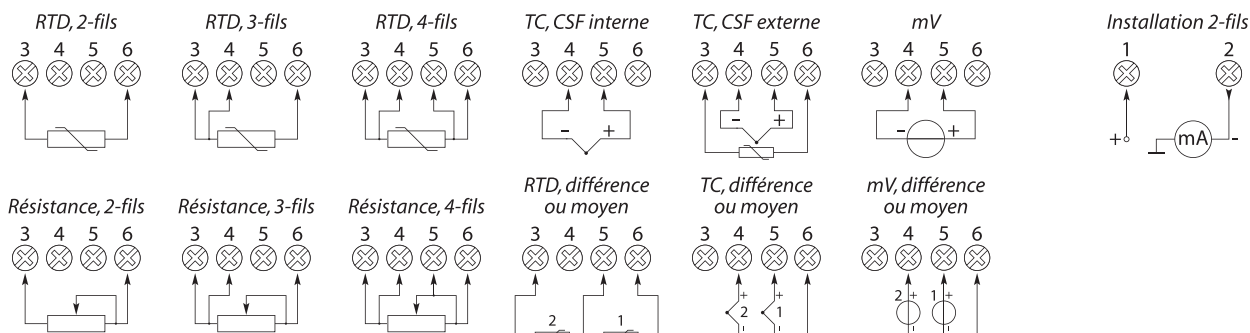 RTD, 2-fils RTD, 3-fils RTD, 4-fils TC, CSF interne TC, CSF externe mV Installation 2-fils
3 4 5 6 3 4 5 6 3 4 5 6 3 4 5 6 3 4 5 6 3 4 5 6 1 2
- + - + - + + mA -
RTD, différence TC, différence mV, différence
Résistance, 2-fils Résistance, 3-fils Résistance, 4-fils ou moyen ou moyen ou moyen
3 4 5 6 3 4 5 6 3 4 5 6 3 4 5 6 3 4 5 6 3 4 5 6
+ + + +
2 1 2 1 2 1
- - - -